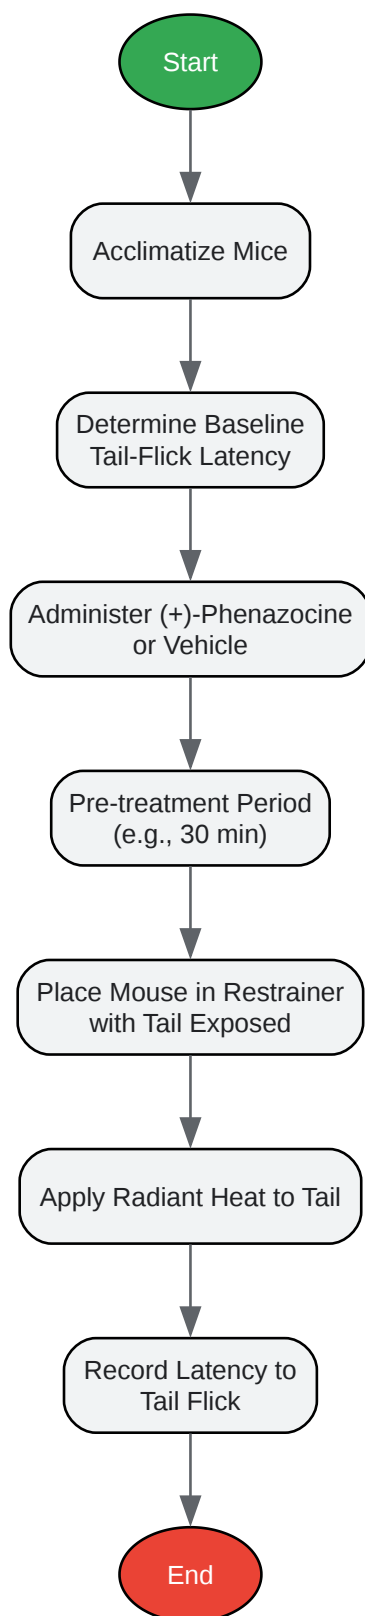 Start
Acclimatize Mice
Determine Baseline
Tail-Flick Latency
Administer (+)-Phenazocine
or Vehicle
Pre-treatment Period
(e.g., 30 min)
Place Mouse in Restrainer
with Tail Exposed
Apply Radiant Heat to Tail
Record Latency to
Tail Flick
End